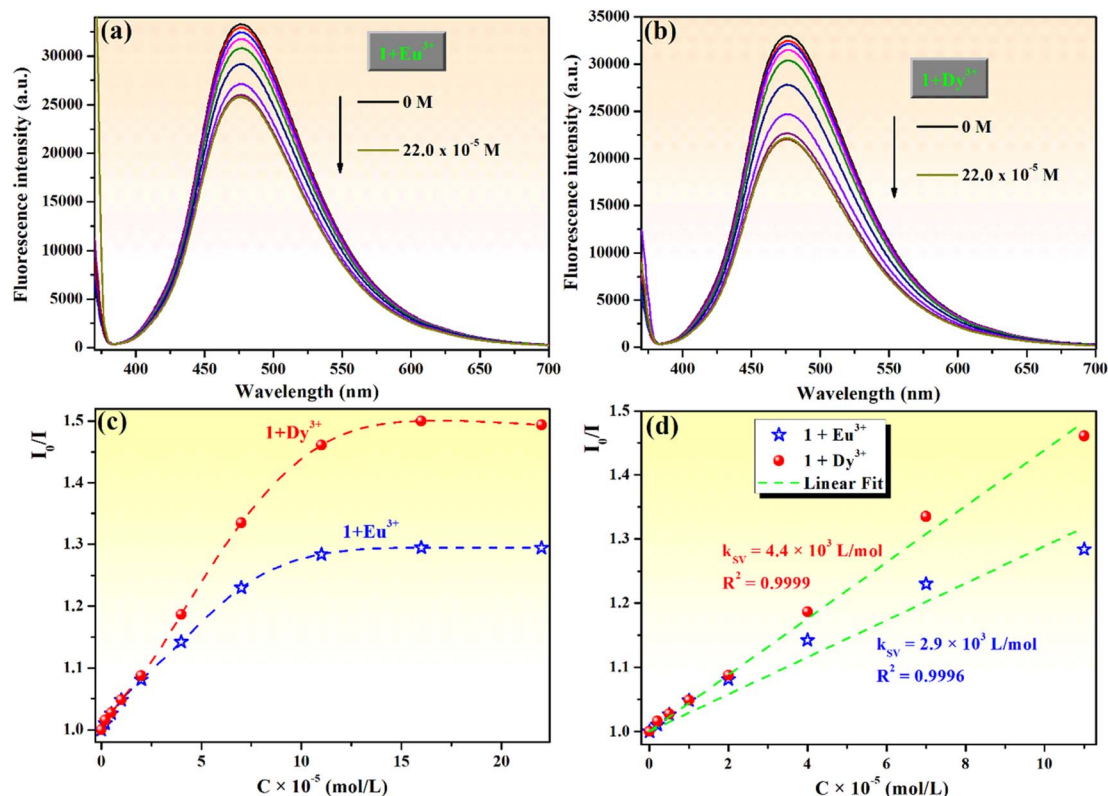 (a)
1+Eu³⁺
0 M
22.0 x 10⁻⁵ M
Fluorescence intensity (a.u.)
30000
25000
20000
15000
10000
5000
0
400 450 500 550 600 650 700
Wavelength (nm)
(b)
1+Dy³⁺
0 M
22.0 x 10⁻⁵ M
Fluorescence intensity (a.u.)
35000
30000
25000
20000
15000
10000
5000
0
400 450 500 550 600 650 700
Wavelength (nm)
(c)
1+Dy³⁺
1+Eu³⁺
I₀/I
1.5
1.4
1.3
1.2
1.1
1.0
0 5 10 15 20
C × 10⁻⁵ (mol/L)
(d)
1 + Eu³⁺
1 + Dy³⁺
Linear Fit
k_SV = 4.4 × 10³ L/mol
R² = 0.9999
k_SV = 2.9 × 10³ L/mol
R² = 0.9996
I₀/I
1.5
1.4
1.3
1.2
1.1
1.0
0 2 4 6 8 10
C × 10⁻⁵ (mol/L)